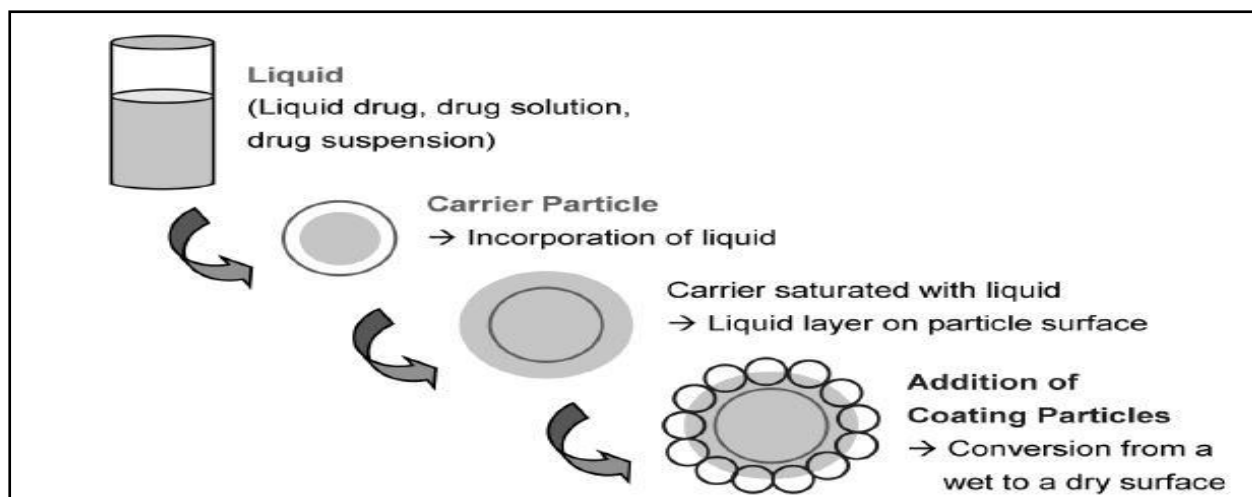 Liquid
(Liquid drug, drug solution,
drug suspension)
Carrier Particle
→ Incorporation of liquid
Carrier saturated with liquid
→ Liquid layer on particle surface
Addition of
Coating Particles
→ Conversion from a
wet to a dry surface